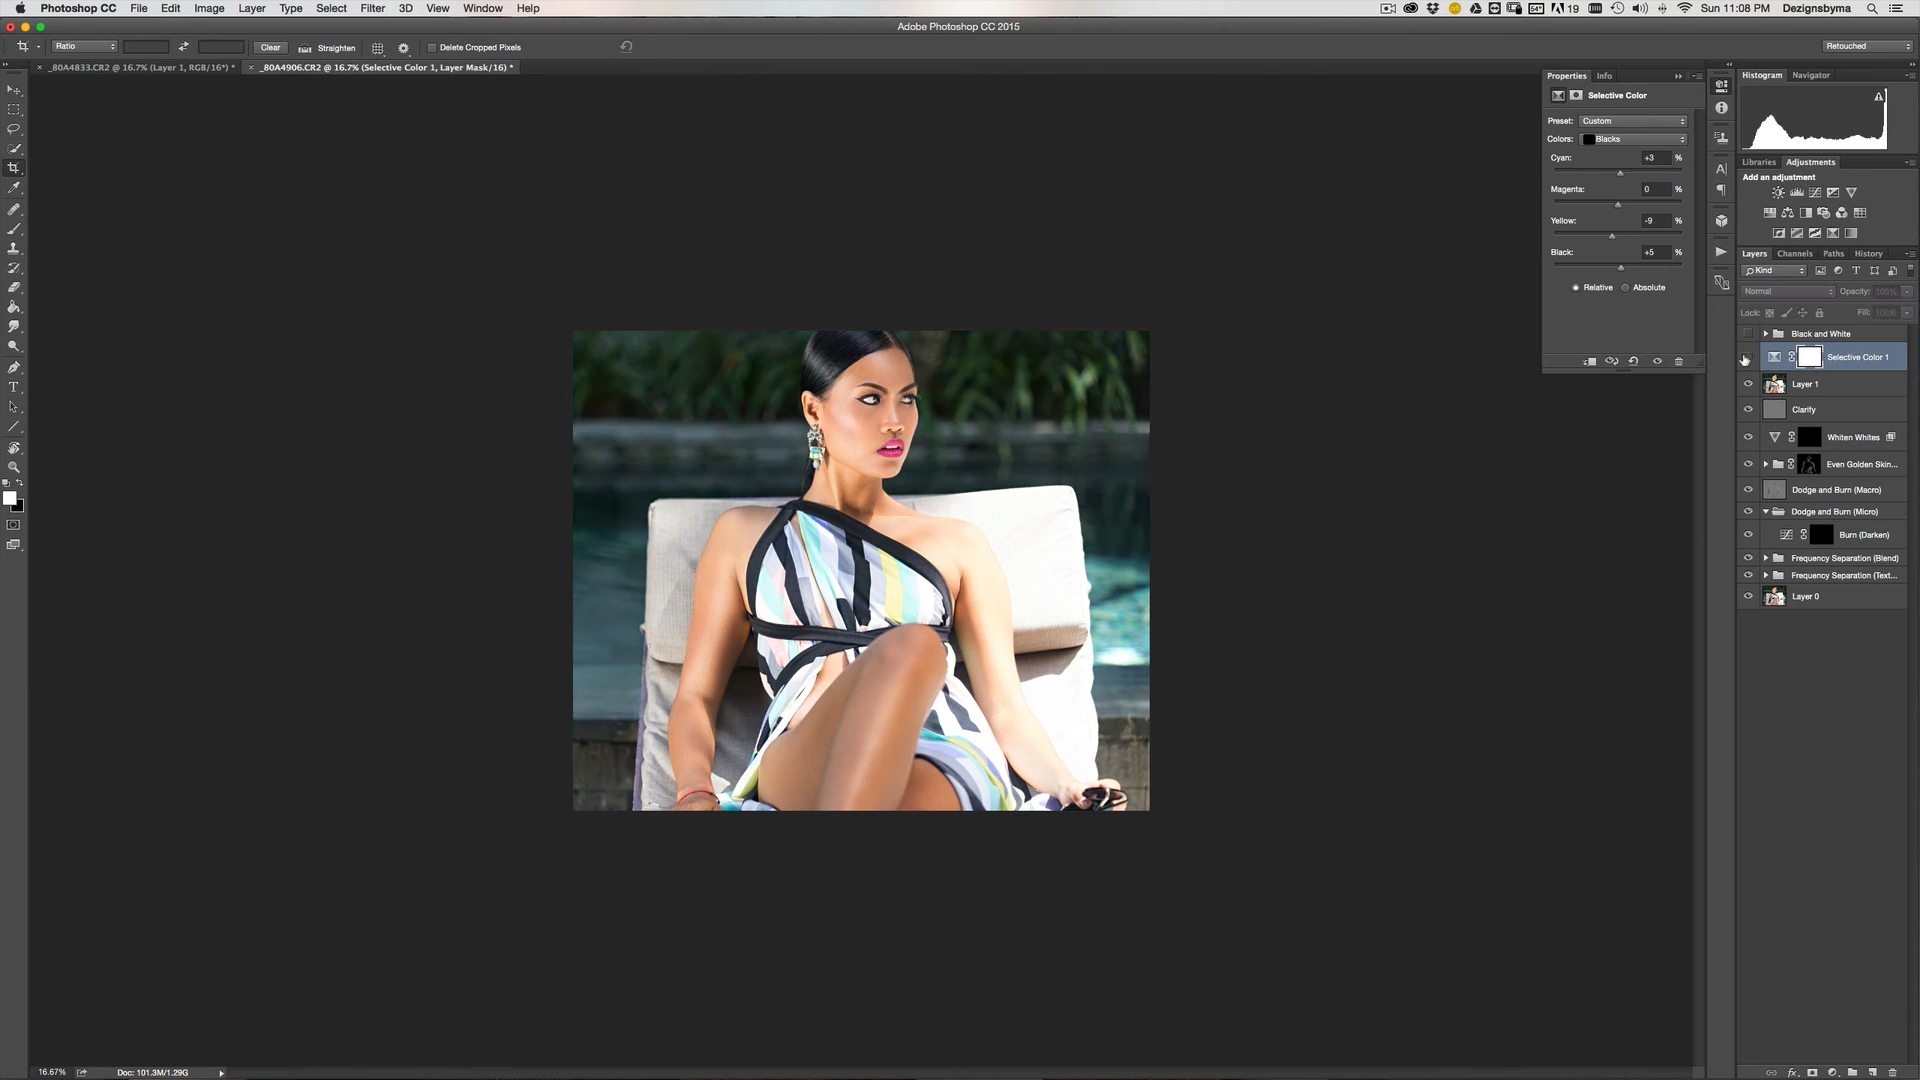 Photoshop CC File Edit Image Layer Type Select Filter 3D View Window Help
54° 19 Sun 11:08 PM Dezignsbyma
Adobe Photoshop CC 2015
Ratio Clear Straighten Delete Cropped Pixels Retouched
_80A4833.CR2 @ 16.7% (Layer 1, RGB/16*) * _80A4906.CR2 @ 16.7% (Selective Color 1, Layer Mask/16) *
Properties Info
Selective Color
Preset: Custom
Colors: Blacks
Cyan: +3 %
Magenta: 0 %
Yellow: -9 %
Black: +5 %
Relative Absolute
Histogram Navigator
Libraries Adjustments
Add an adjustment
Layers Channels Paths History
Kind
Normal Opacity: 100%
Lock: Fill: 100%
Black and White
Selective Color 1
Layer 1
Clarify
Whiten Whites
Even Golden Skin...
Dodge and Burn (Macro)
Dodge and Burn (Micro)
Burn (Darken)
Frequency Separation (Blend)
Frequency Separation (Text...
Layer 0
16.67% Doc: 101.3M/1.29G